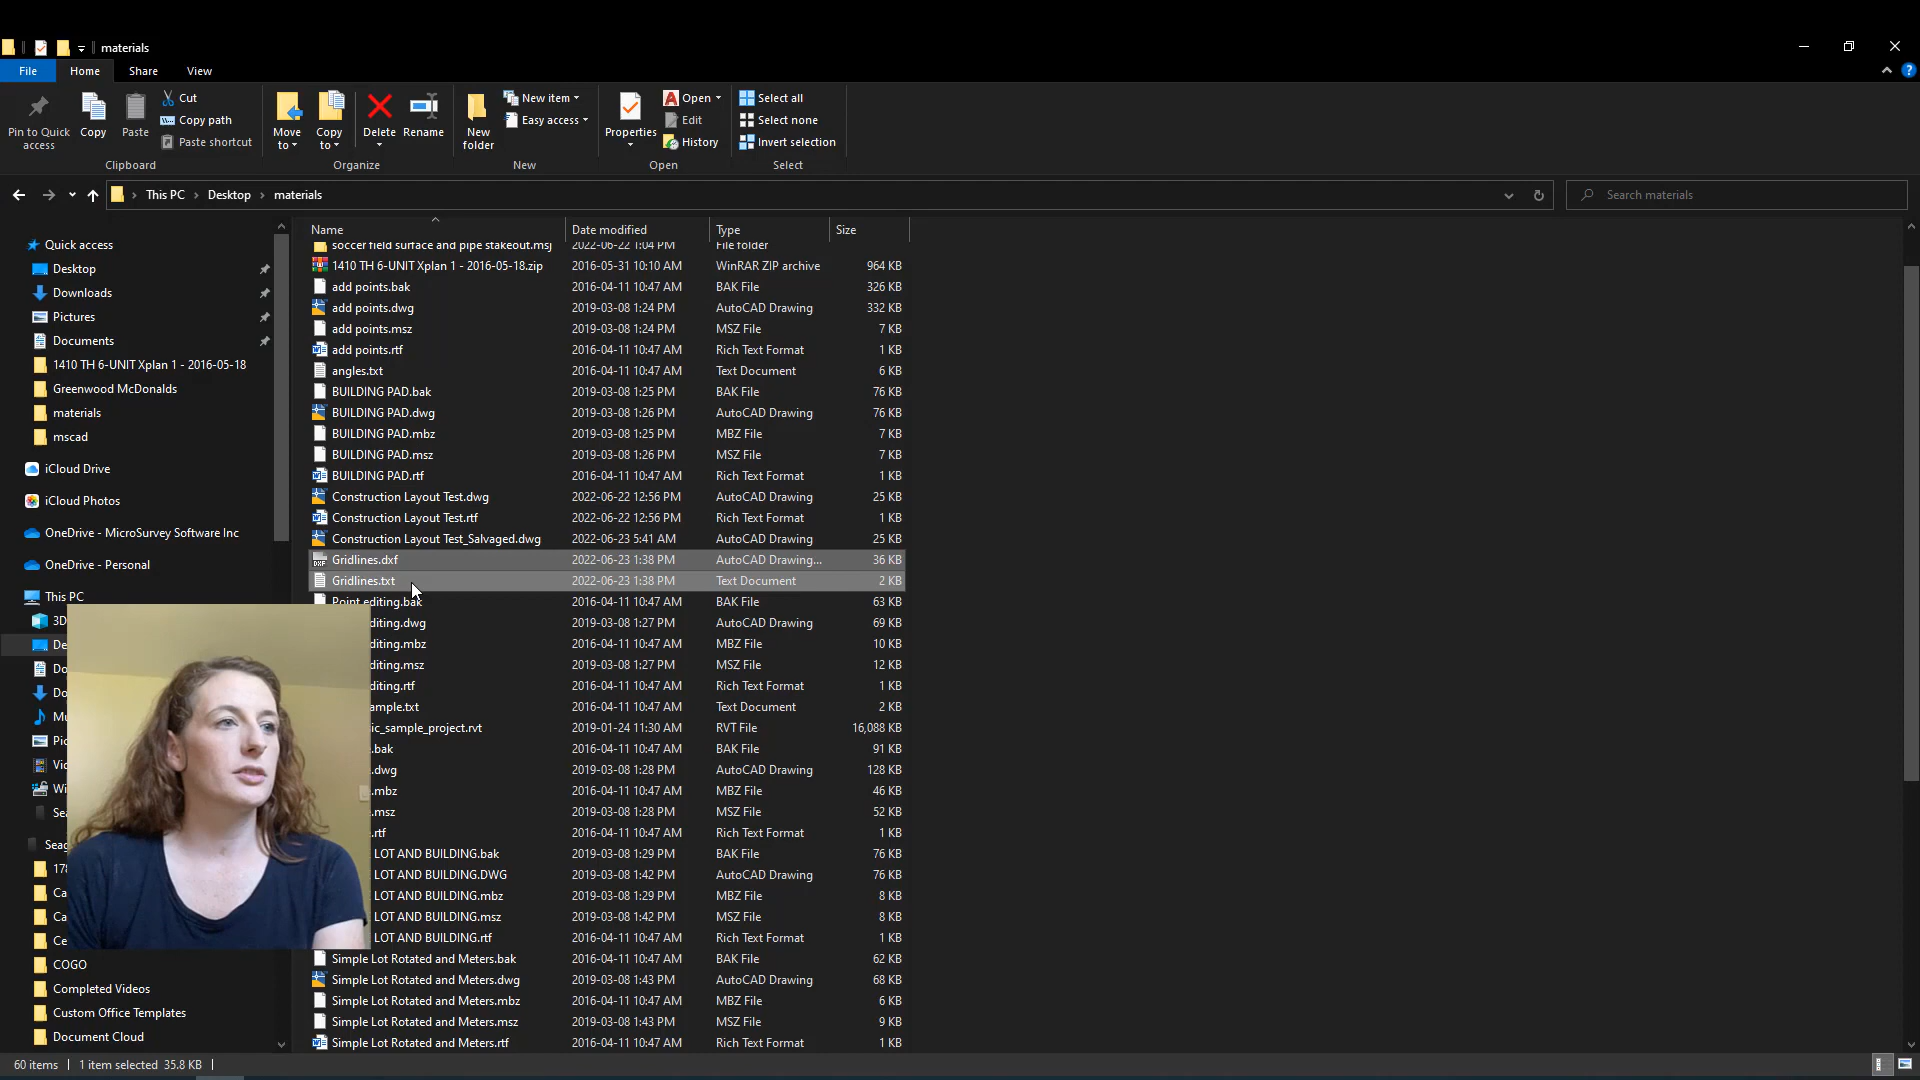 materials
File Home Share View
Pin to Quick access
Copy
Paste
Cut
Copy path
Paste shortcut
Clipboard
Move to
Copy to
Delete
Rename
Organize
New folder
New item
Easy access
New
Properties
Open
Edit
History
Open
Select all
Select none
Invert selection
Select
This PC > Desktop > materials
Search materials
Quick access
Desktop
Downloads
Pictures
Documents
1410 TH 6-UNIT Xplan 1 - 2016-05-18
Greenwood McDonalds
materials
mscad
iCloud Drive
iCloud Photos
OneDrive - MicroSurvey Software Inc
OneDrive - Personal
This PC
3D
De
Do
Do
Mu
Pic
Vid
Wi
Sea
Seag
178
Ca
Ca
Ce
COGO
Completed Videos
Custom Office Templates
Document Cloud
Name Date modified Type Size
soccer field surface and pipe stakeout.msj 2022-06-22 1:04 PM File folder
1410 TH 6-UNIT Xplan 1 - 2016-05-18.zip 2016-05-31 10:10 AM WinRAR ZIP archive 964 KB
add points.bak 2016-04-11 10:47 AM BAK File 326 KB
add points.dwg 2019-03-08 1:24 PM AutoCAD Drawing 332 KB
add points.msz 2019-03-08 1:24 PM MSZ File 7 KB
add points.rtf 2016-04-11 10:47 AM Rich Text Format 1 KB
angles.txt 2016-04-11 10:47 AM Text Document 6 KB
BUILDING PAD.bak 2019-03-08 1:25 PM BAK File 76 KB
BUILDING PAD.dwg 2019-03-08 1:26 PM AutoCAD Drawing 76 KB
BUILDING PAD.mbz 2019-03-08 1:25 PM MBZ File 7 KB
BUILDING PAD.msz 2019-03-08 1:26 PM MSZ File 7 KB
BUILDING PAD.rtf 2016-04-11 10:47 AM Rich Text Format 1 KB
Construction Layout Test.dwg 2022-06-22 12:56 PM AutoCAD Drawing 25 KB
Construction Layout Test.rtf 2022-06-22 12:56 PM Rich Text Format 1 KB
Construction Layout Test_Salvaged.dwg 2022-06-23 5:41 AM AutoCAD Drawing 25 KB
Gridlines.dxf 2022-06-23 1:38 PM AutoCAD Drawing... 36 KB
Gridlines.txt 2022-06-23 1:38 PM Text Document 2 KB
Point editing.bak 2016-04-11 10:47 AM BAK File 63 KB
diting.dwg 2019-03-08 1:27 PM AutoCAD Drawing 69 KB
diting.mbz 2016-04-11 10:47 AM MBZ File 10 KB
diting.msz 2019-03-08 1:27 PM MSZ File 12 KB
diting.rtf 2016-04-11 10:47 AM Rich Text Format 1 KB
ample.txt 2016-04-11 10:47 AM Text Document 2 KB
ic_sample_project.rvt 2019-01-24 11:30 AM RVT File 16,088 KB
.bak 2016-04-11 10:47 AM BAK File 91 KB
.dwg 2019-03-08 1:28 PM AutoCAD Drawing 128 KB
.mbz 2016-04-11 10:47 AM MBZ File 46 KB
.msz 2019-03-08 1:28 PM MSZ File 52 KB
.rtf 2016-04-11 10:47 AM Rich Text Format 1 KB
LOT AND BUILDING.bak 2019-03-08 1:29 PM BAK File 76 KB
LOT AND BUILDING.DWG 2019-03-08 1:42 PM AutoCAD Drawing 76 KB
LOT AND BUILDING.mbz 2019-03-08 1:29 PM MBZ File 8 KB
LOT AND BUILDING.msz 2019-03-08 1:42 PM MSZ File 8 KB
LOT AND BUILDING.rtf 2016-04-11 10:47 AM Rich Text Format 1 KB
Simple Lot Rotated and Meters.bak 2016-04-11 10:47 AM BAK File 62 KB
Simple Lot Rotated and Meters.dwg 2019-03-08 1:43 PM AutoCAD Drawing 68 KB
Simple Lot Rotated and Meters.mbz 2016-04-11 10:47 AM MBZ File 6 KB
Simple Lot Rotated and Meters.msz 2019-03-08 1:43 PM MSZ File 9 KB
Simple Lot Rotated and Meters.rtf 2016-04-11 10:47 AM Rich Text Format 1 KB
60 items 1 item selected 35.8 KB